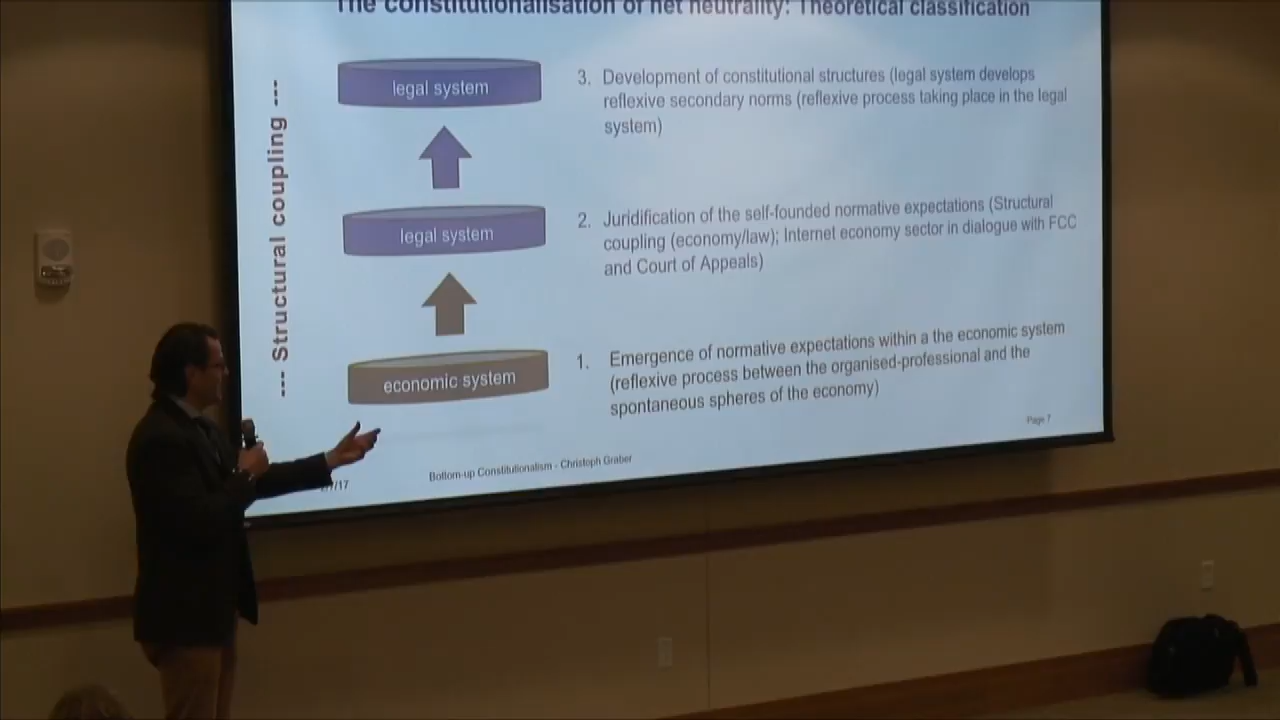 The constitutionalisation of net neutrality: Theoretical classification
--- Structural coupling ---
legal system
3. Development of constitutional structures (legal system develops
reflexive secondary norms (reflexive process taking place in the legal
system)
legal system
2. Juridification of the self-founded normative expectations (Structural
coupling (economy/law); Internet economy sector in dialogue with FCC
and Court of Appeals)
economic system
1. Emergence of normative expectations within a the economic system
(reflexive process between the organised-professional and the
spontaneous spheres of the economy)
Page 7
Bottom-up Constitutionalism - Christoph Graber
/17